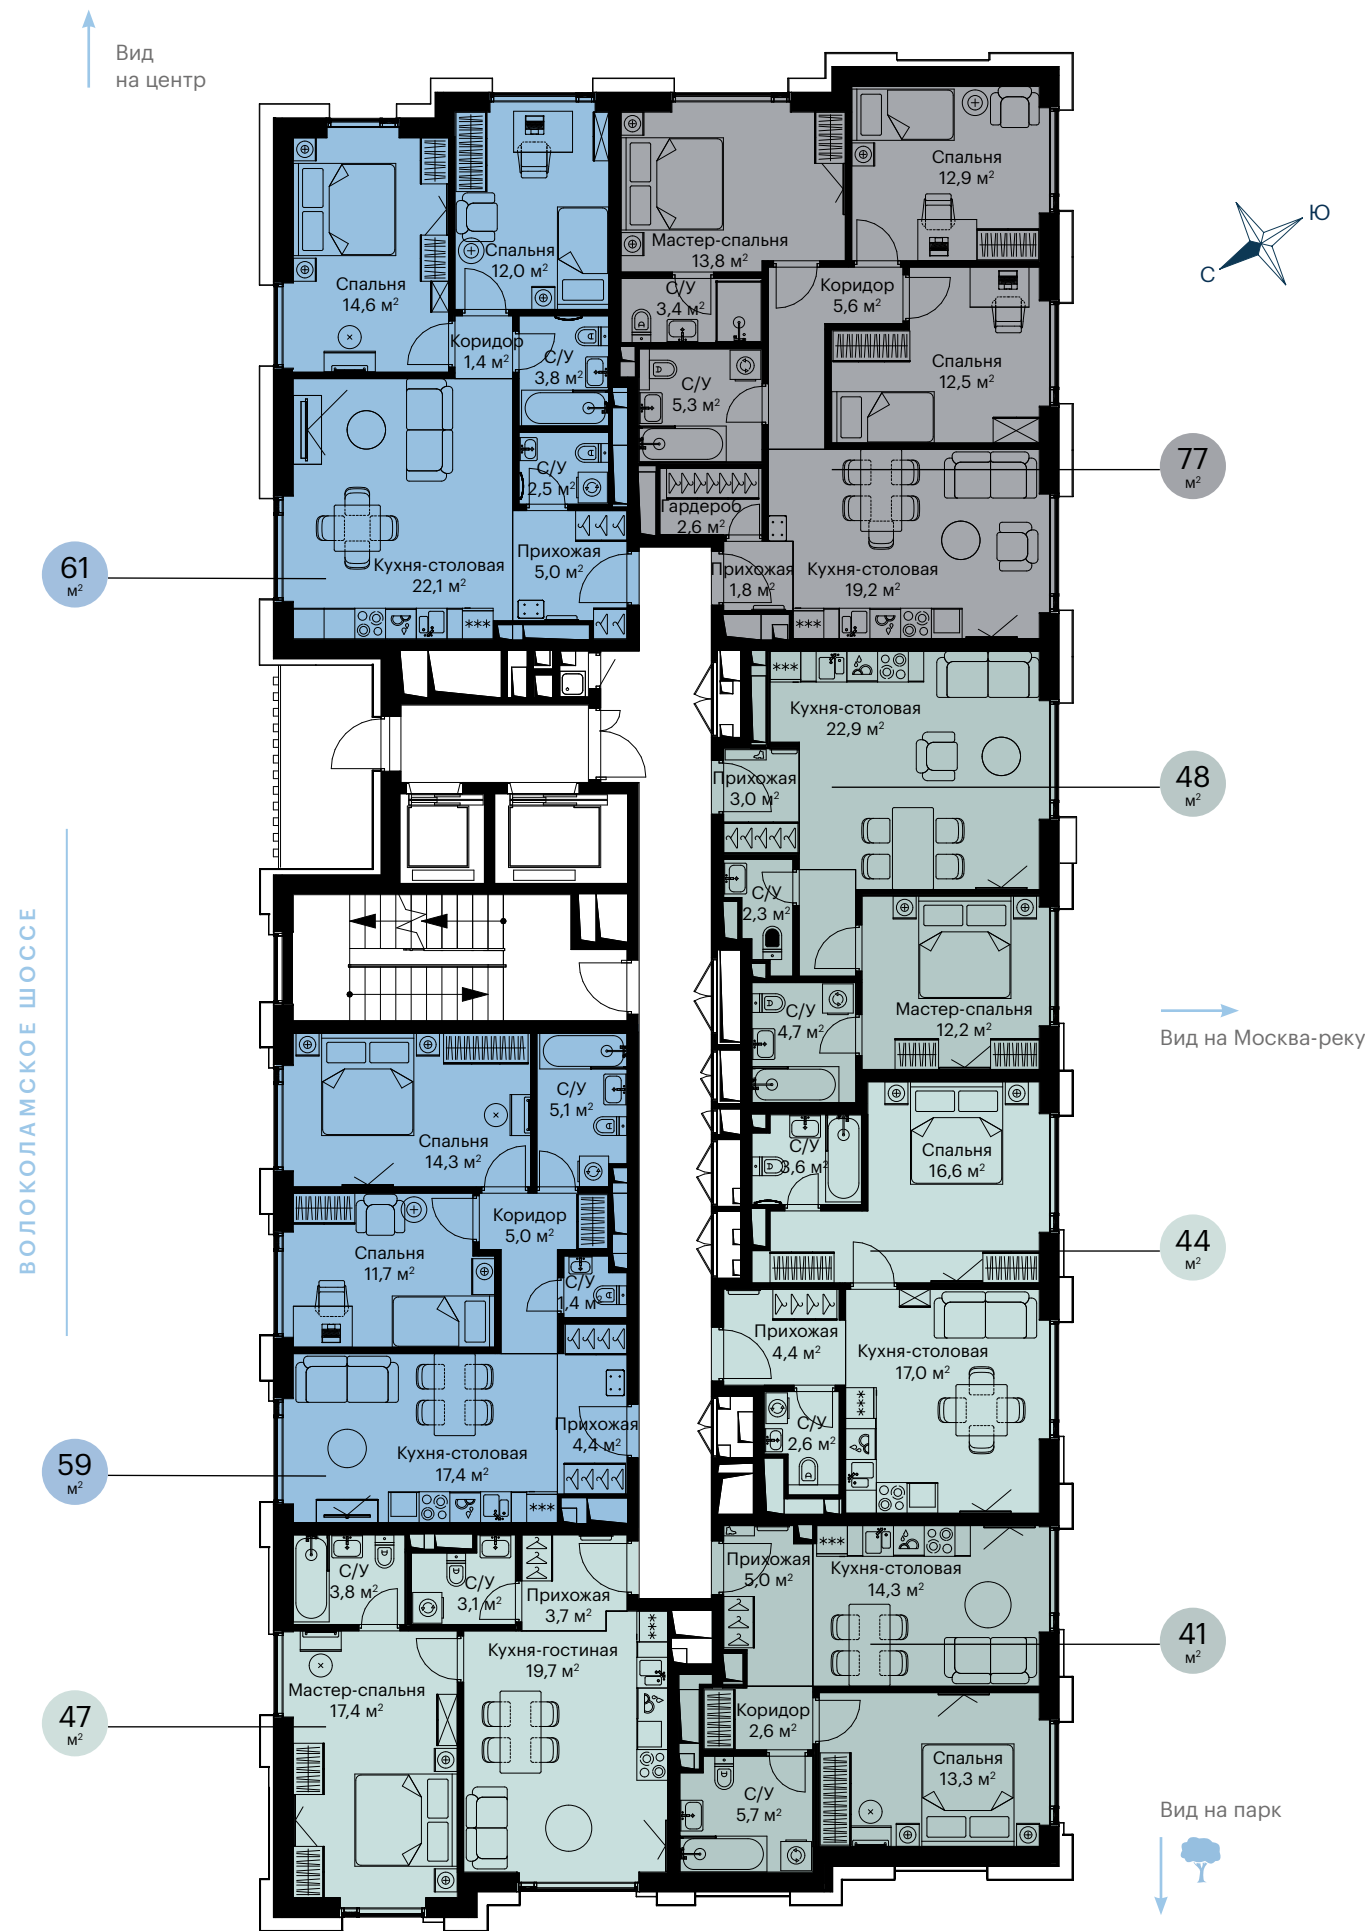 Вид
на центр
Ю
С
Спальня
12,9 м²
Спальня
12,0 м²
Мастер-спальня
13,8 м²
Спальня
14,6 м²
С/У
3,4 м²
Коридор
5,6 м²
Коридор
1,4 м²
С/У
3,8 м²
С/У
5,3 м²
Спальня
12,5 м²
77
м²
С/У
2,5 м²
Гардероб
2,6 м²
61
м²
Кухня-столовая
22,1 м²
Прихожая
5,0 м²
Прихожая
1,8 м²
Кухня-столовая
19,2 м²
***
***
***
Кухня-столовая
22,9 м²
48
м²
Прихожая
3,0 м²
С/У
2,3 м²
ВОЛОКОЛАМСКОЕ ШОССЕ
Мастер-спальня
12,2 м²
С/У
4,7 м²
Вид на Москва-реку
С/У
5,1 м²
Спальня
14,3 м²
С/У
3,6 м²
Спальня
16,6 м²
Коридор
5,0 м²
44
м²
Спальня
11,7 м²
С/У
1,4 м²
Прихожая
4,4 м²
Кухня-столовая
17,0 м²
***
Прихожая
4,4 м²
С/У
2,6 м²
59
м²
Кухня-столовая
17,4 м²
***
***
С/У
3,8 м²
С/У
3,1 м²
Прихожая
3,7 м²
Прихожая
5,0 м²
Кухня-столовая
14,3 м²
***
41
м²
Кухня-гостиная
19,7 м²
47
м²
Мастер-спальня
17,4 м²
Коридор
2,6 м²
Спальня
13,3 м²
С/У
5,7 м²
Вид на парк